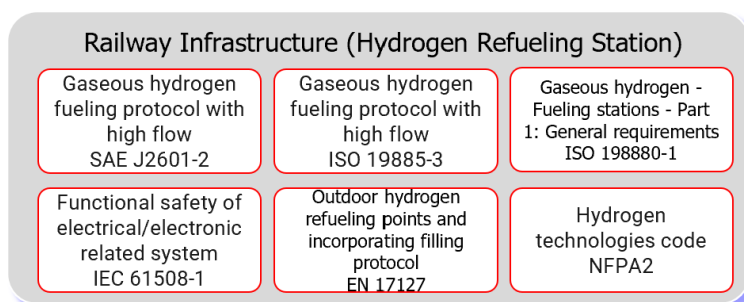 Railway Infrastructure (Hydrogen Refueling Station)
Gaseous hydrogen
fueling protocol with
high flow
SAE J2601-2
Gaseous hydrogen
fueling protocol with
high flow
ISO 19885-3
Gaseous hydrogen -
Fueling stations - Part
1: General requirements
ISO 198880-1
Functional safety of
electrical/electronic
related system
IEC 61508-1
Outdoor hydrogen
refueling points and
incorporating filling
protocol
EN 17127
Hydrogen
technologies code
NFPA2